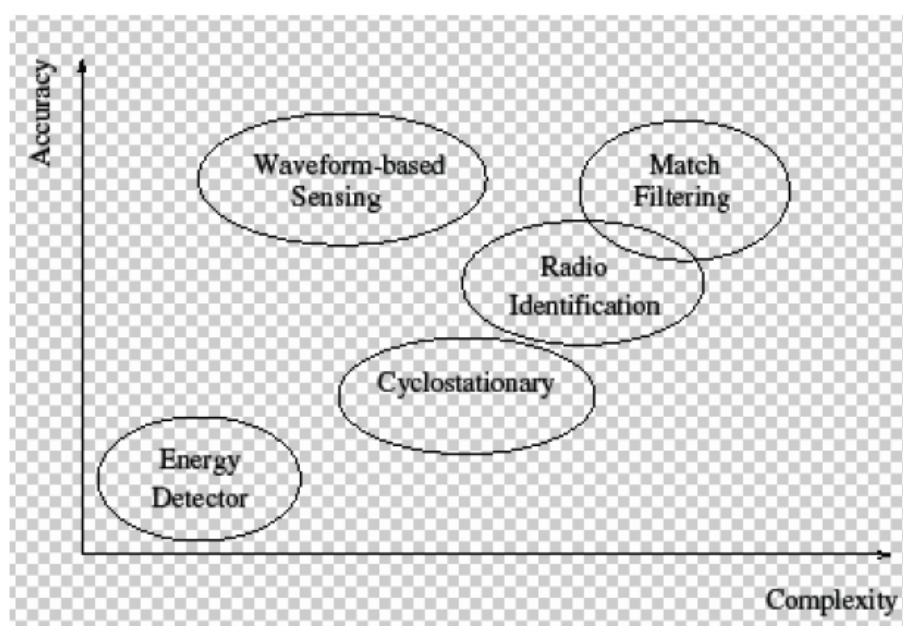 Accuracy
Waveform-based
Sensing
Match
Filtering
Radio
Identification
Cyclostationary
Energy
Detector
Complexity